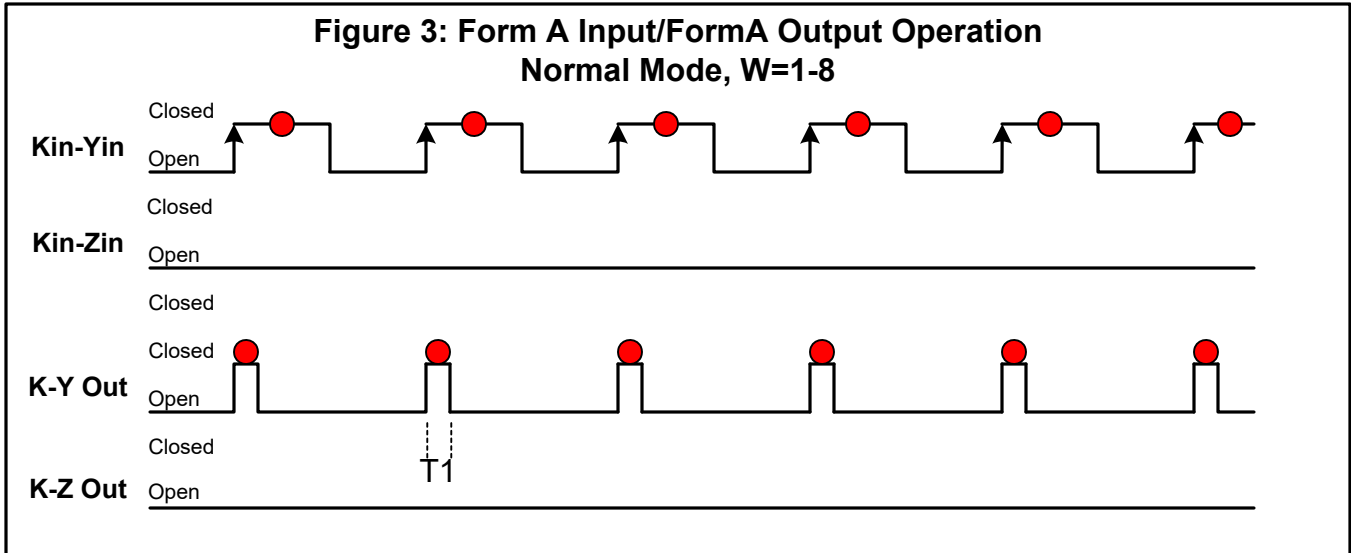 Figure 3: Form A Input/FormA Output Operation
Normal Mode, W=1-8
Closed
Kin-Yin
Open
Closed
Kin-Zin
Open
Closed
Closed
K-Y Out
Open
Closed
T1
K-Z Out
Open